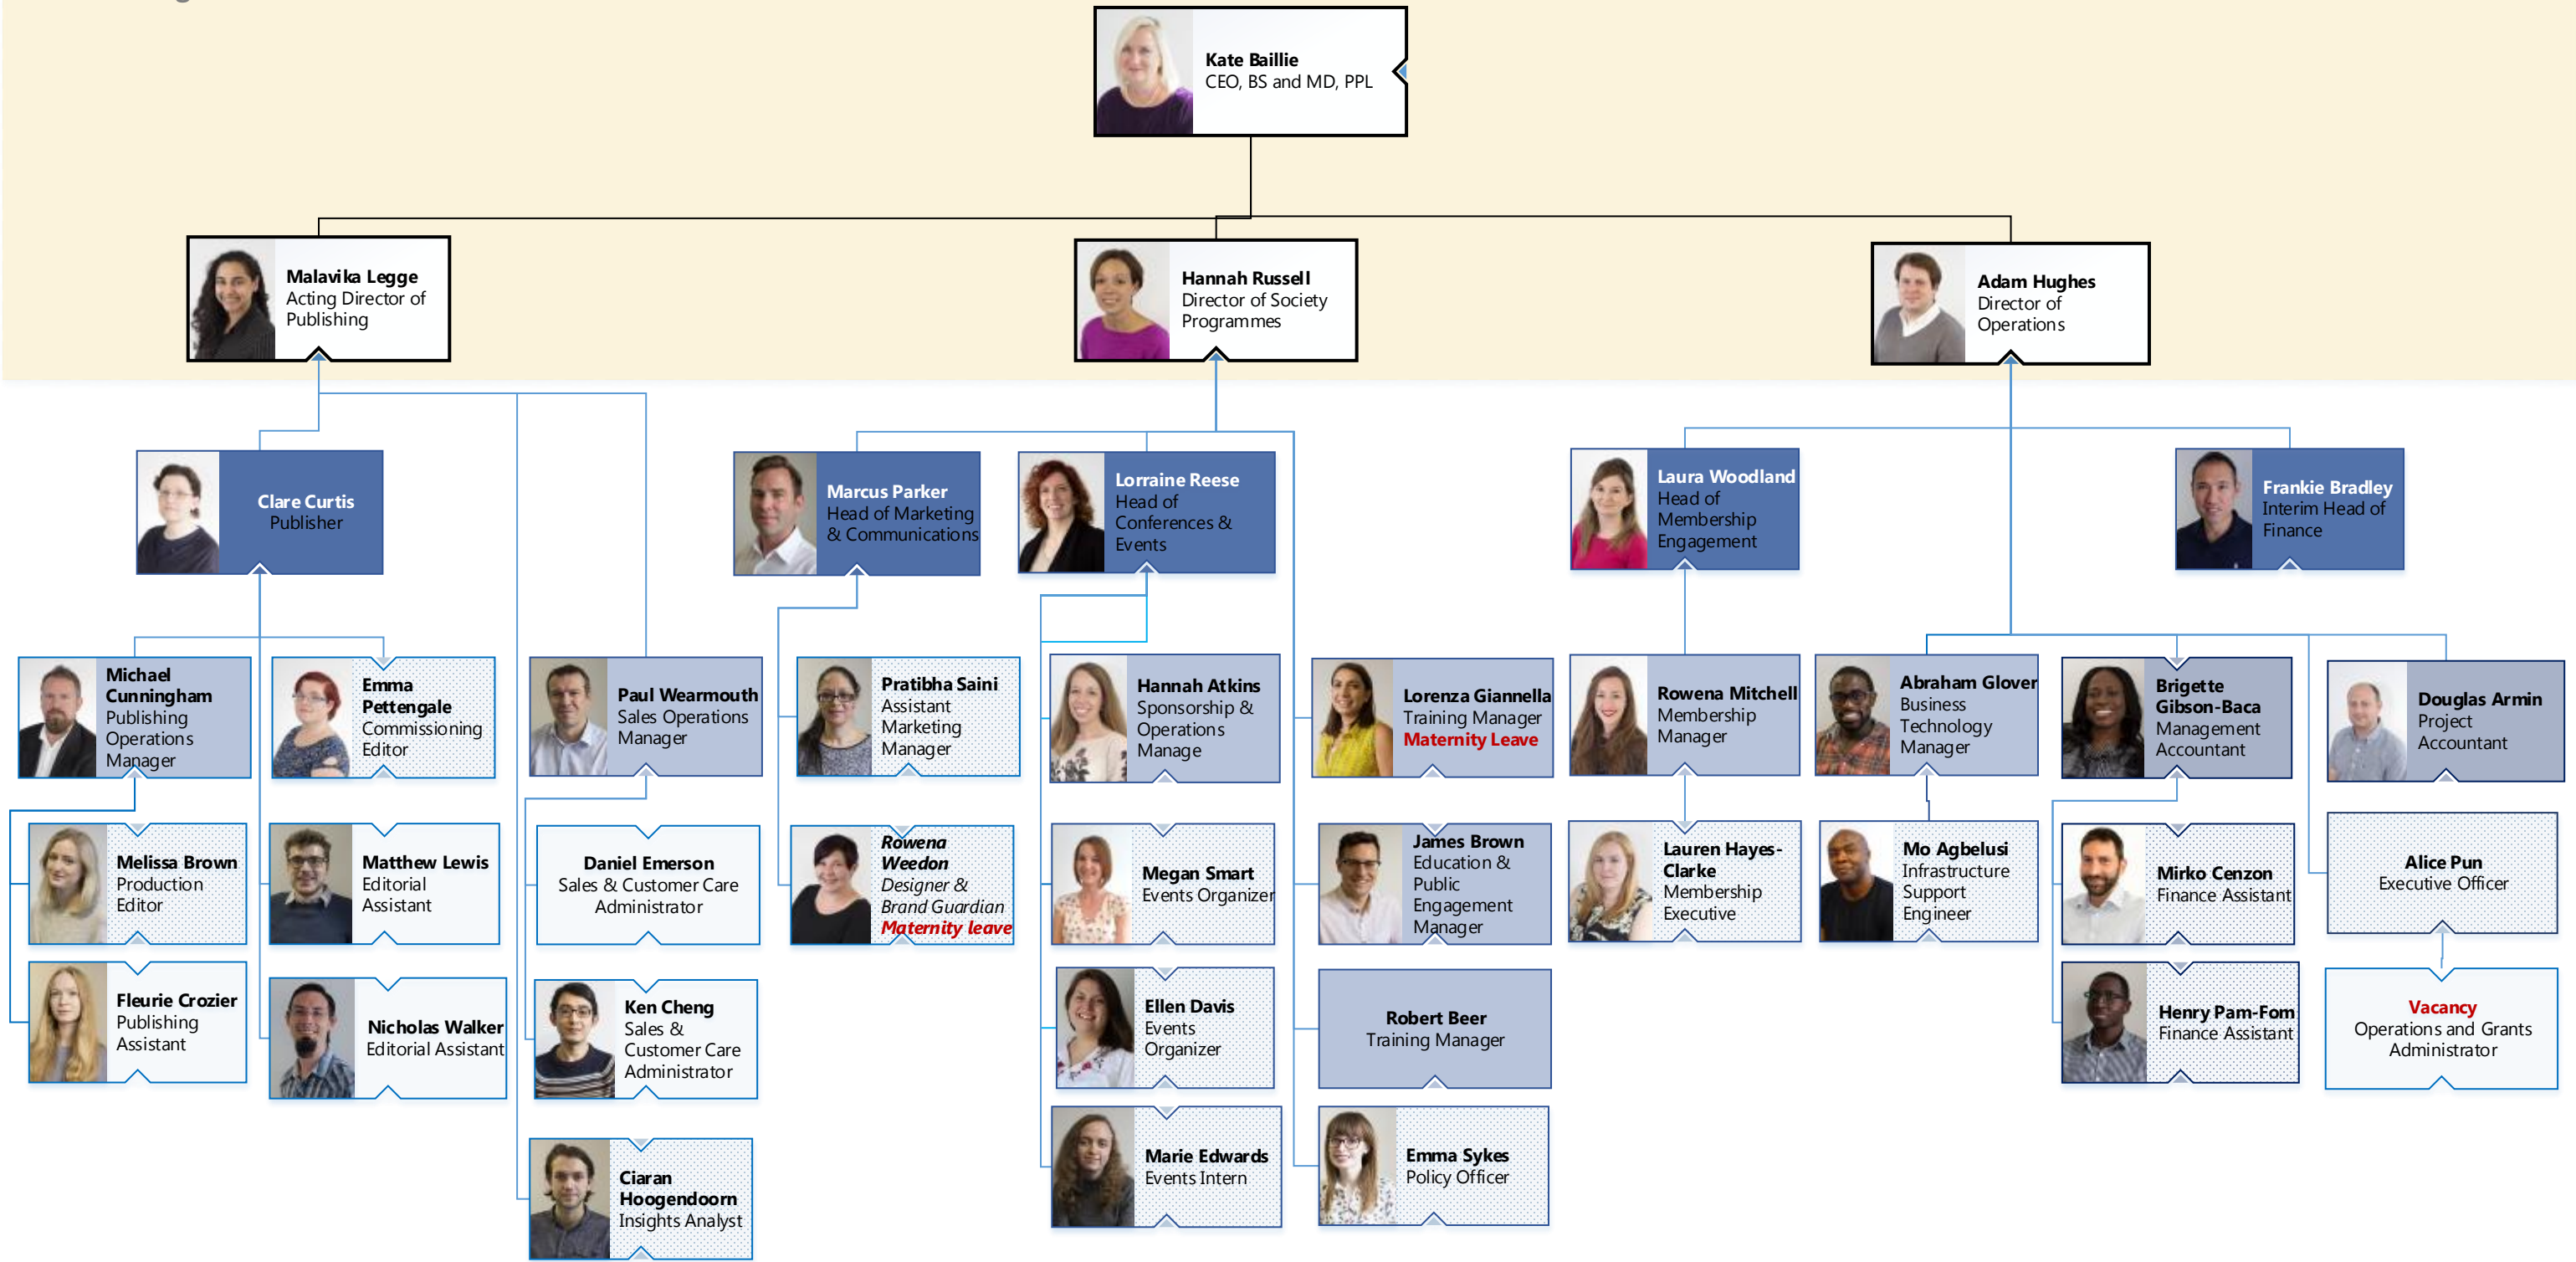 Kate Baillie
CEO, BS and MD, PPL
Malavika Legge
Acting Director of
Publishing
Hannah Russell
Director of Society
Programmes
Adam Hughes
Director of
Operations
Clare Curtis
Publisher
Marcus Parker
Head of Marketing
& Communications
Lorraine Reese
Head of
Conferences &
Events
Laura Woodland
Head of
Membership
Engagement
Frankie Bradley
Interim Head of
Finance
Michael
Cunningham
Publishing
Operations
Manager
Emma
Pettengale
Commissioning
Editor
Paul Wearmouth
Sales Operations
Manager
Pratibha Saini
Assistant
Marketing
Manager
Hannah Atkins
Sponsorship &
Operations
Manage
Lorenza Giannella
Training Manager
Maternity Leave
Rowena Mitchell
Membership
Manager
Abraham Glover
Business
Technology
Manager
Brigette
Gibson-Baca
Management
Accountant
Douglas Armin
Project
Accountant
Melissa Brown
Production
Editor
Matthew Lewis
Editorial
Assistant
Daniel Emerson
Sales & Customer Care
Administrator
Rowena
Weedon
Designer &
Brand Guardian
Maternity leave
Megan Smart
Events Organizer
James Brown
Education &
Public
Engagement
Manager
Lauren Hayes-
Clarke
Membership
Executive
Mo Agbelusi
Infrastructure
Support
Engineer
Mirko Cenzon
Finance Assistant
Alice Pun
Executive Officer
Fleurie Crozier
Publishing
Assistant
Nicholas Walker
Editorial Assistant
Ken Cheng
Sales &
Customer Care
Administrator
Ellen Davis
Events
Organizer
Robert Beer
Training Manager
Henry Pam-Fom
Finance Assistant
Vacancy
Operations and Grants
Administrator
Ciaran
Hoogendoorn
Insights Analyst
Marie Edwards
Events Intern
Emma Sykes
Policy Officer